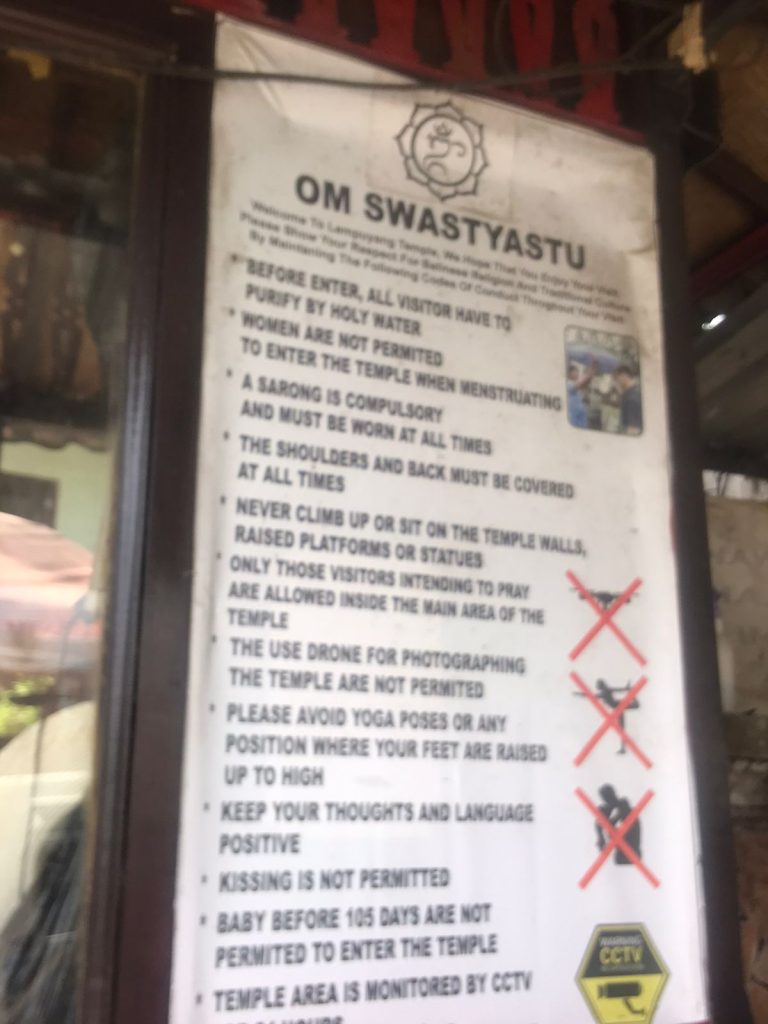 OM SWASTYASTU
Welcome To Lempuyang Temple, We Hope That You Enjoy Your Visit,
Please Show Your Respect For Balinese Religion And Traditional Culture
By Maintaining The Following Codes Of Conduct Throughout Your Visit
• BEFORE ENTER, ALL VISITOR HAVE TO
PURIFY BY HOLY WATER
• WOMEN ARE NOT PERMITED
TO ENTER THE TEMPLE WHEN MENSTRUATING
• A SARONG IS COMPULSORY
AND MUST BE WORN AT ALL TIMES
• THE SHOULDERS AND BACK MUST BE COVERED
AT ALL TIMES
• NEVER CLIMB UP OR SIT ON THE TEMPLE WALLS,
RAISED PLATFORMS OR STATUES
• ONLY THOSE VISITORS INTENDING TO PRAY
ARE ALLOWED INSIDE THE MAIN AREA OF THE
TEMPLE
• THE USE DRONE FOR PHOTOGRAPHING
THE TEMPLE ARE NOT PERMITED
• PLEASE AVOID YOGA POSES OR ANY
POSITION WHERE YOUR FEET ARE RAISED
UP TO HIGH
• KEEP YOUR THOUGHTS AND LANGUAGE
POSITIVE
• KISSING IS NOT PERMITTED
• BABY BEFORE 105 DAYS ARE NOT
PERMITED TO ENTER THE TEMPLE
WARNING
CCTV
• TEMPLE AREA IS MONITORED BY CCTV
24 HOURS